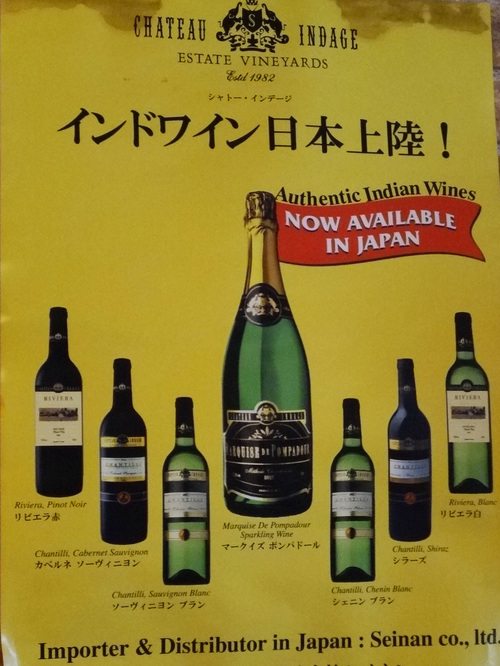 CHATEAU INDAGE
ESTATE VINEYARDS
Estd 1982
シャトー・インデージ
インドワイン日本上陸！
Authentic Indian Wines
NOW AVAILABLE
IN JAPAN
RIVIERA
RIVIERA
CHANTILLI
CHANTILLI
CHANTILLI
MARQUISE DE POMPADOUR
Riviera, Pinot Noir
リビエラ赤
Riviera, Blanc
リビエラ白
Marquise De Pompadour
Sparkling Wine
マークイズ ポンパドール
Chantilli, Cabernet Sauvignon
カベルネ ソーヴィニヨン
Chantilli, Shiraz
シラーズ
Chantilli, Sauvignon Blanc
ソーヴィニヨン ブラン
Chantilli, Chenin Blanc
シェニン ブラン
Importer & Distributor in Japan : Seinan co., ltd.